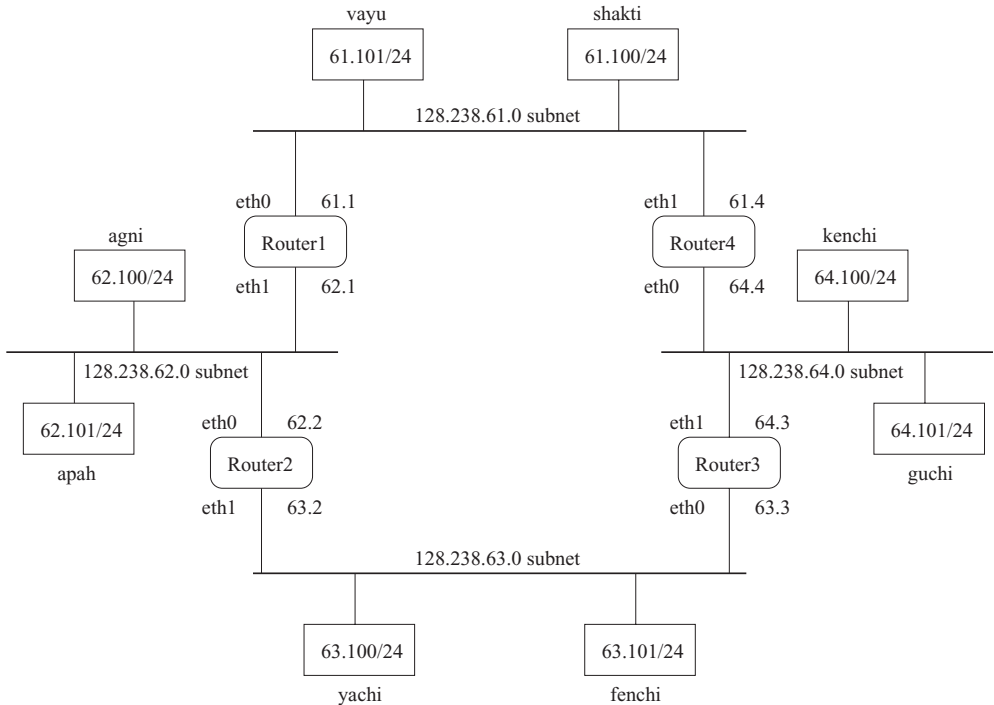 vayu
shakti
61.101/24
61.100/24
128.238.61.0 subnet
eth0
61.1
eth1
61.4
agni
Router1
Router4
kenchi
62.100/24
eth1
62.1
eth0
64.4
64.100/24
128.238.62.0 subnet
128.238.64.0 subnet
62.101/24
eth0
62.2
eth1
64.3
64.101/24
apah
Router2
Router3
guchi
eth1
63.2
eth0
63.3
128.238.63.0 subnet
63.100/24
63.101/24
yachi
fenchi